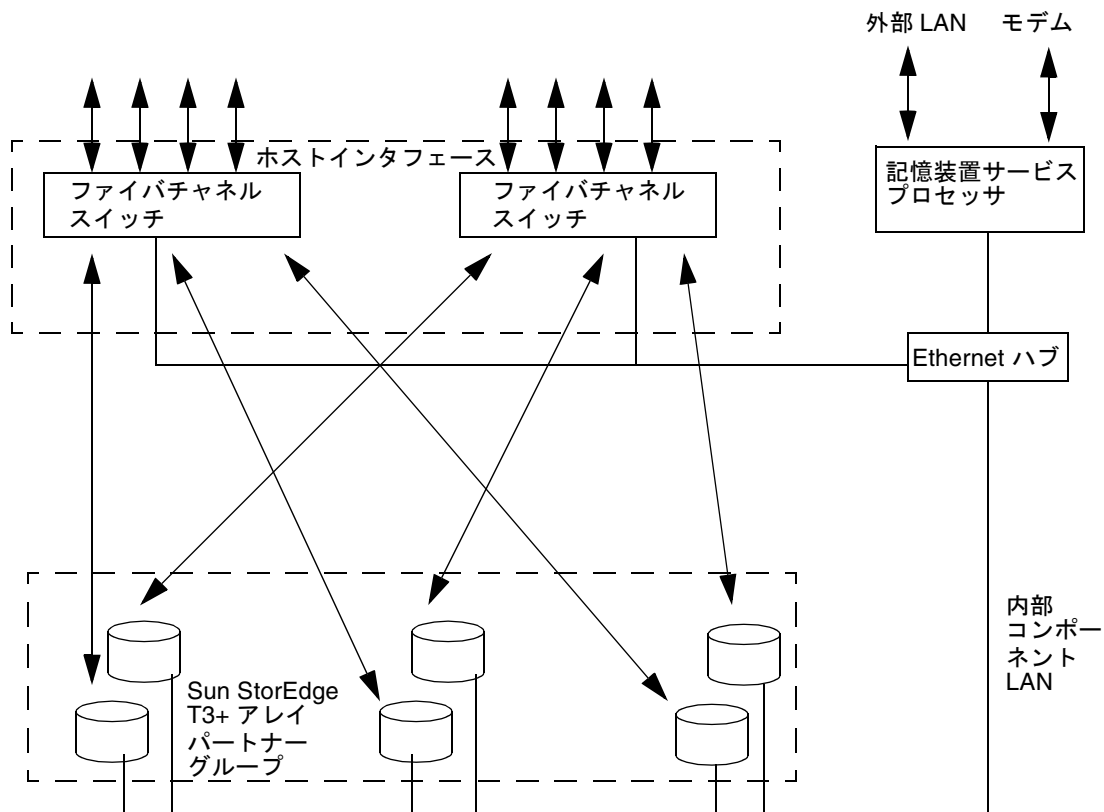 外部 LAN
モデム
ホストインタフェース
ファイバチャネル
スイッチ
ファイバチャネル
スイッチ
記憶装置サービス
プロセッサ
Ethernet ハブ
内部
コンポー
ネント
LAN
Sun StorEdge
T3+ アレイ
パートナー
グループ